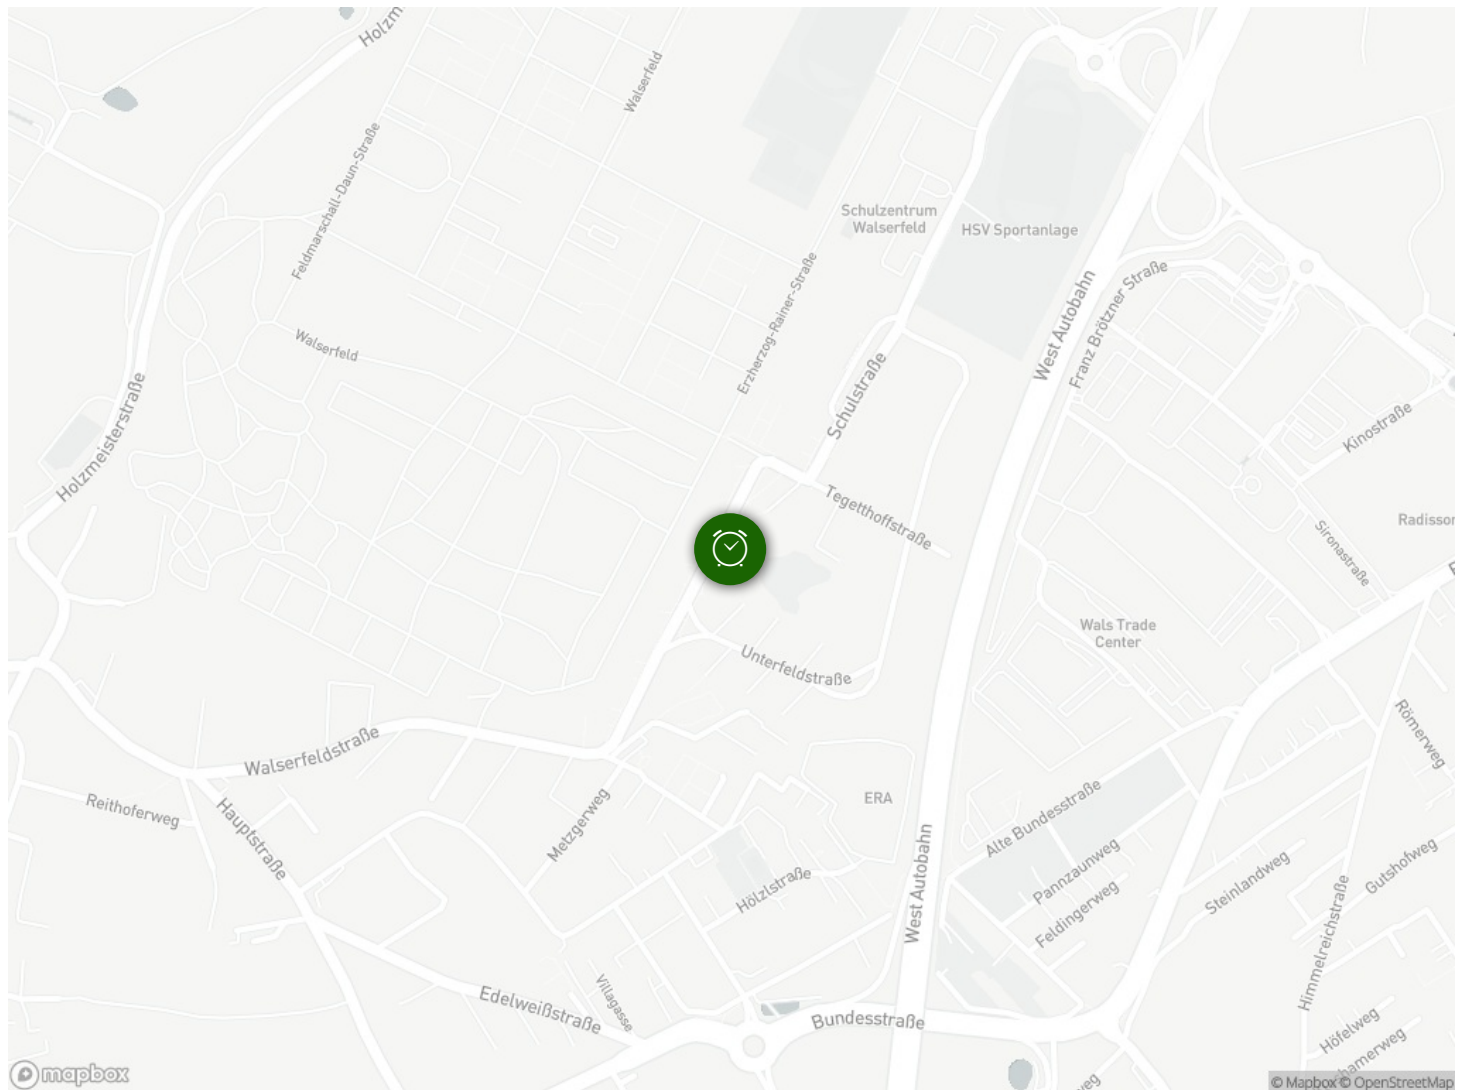 Holzm
Walserfeld
Feldmarschall-Daun-Straße
Schulzentrum
Walserfeld
HSV Sportanlage
Erzherzog-Rainer-Straße
West Autobahn
Franz Brötzner Straße
Walserfeld
Schulstraße
Holzmeisterstraße
Kinostraße
Tegetthoffstraße
Radisson
Sironastraße
Wals Trade
Center
Unterfeldstraße
Römerweg
Walserfeldstraße
ERA
Reithoferweg
Hauptstraße
Metzgerweg
Alte Bundesstraße
Pannzaunweg
Feldingerweg
Steinlandweg
Gutshofweg
Hölzlstraße
West Autobahn
Himmelreichstraße
Edelweißstraße
Villagasse
Bundesstraße
Höfelweg
hamerweg
weg
mapbox
© Mapbox © OpenStreetMap